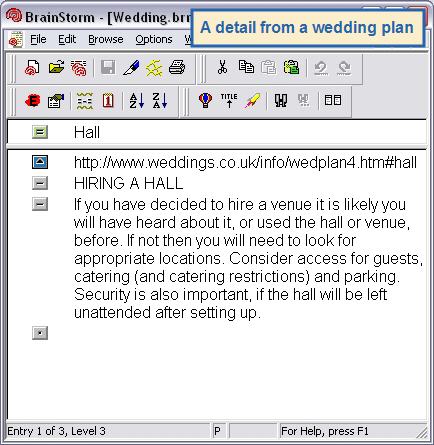 BrainStorm - [Wedding.brm
A detail from a wedding plan
File Edit Browse Options
TITLE
Hall
http://www.weddings.co.uk/info/wedplan4.htm#hall
HIRING A HALL
If you have decided to hire a venue it is likely you
will have heard about it, or used the hall or venue,
before. If not then you will need to look for
appropriate locations. Consider access for guests,
catering (and catering restrictions) and parking.
Security is also important, if the hall will be left
unattended after setting up.
Entry 1 of 3, Level 3 P For Help, press F1